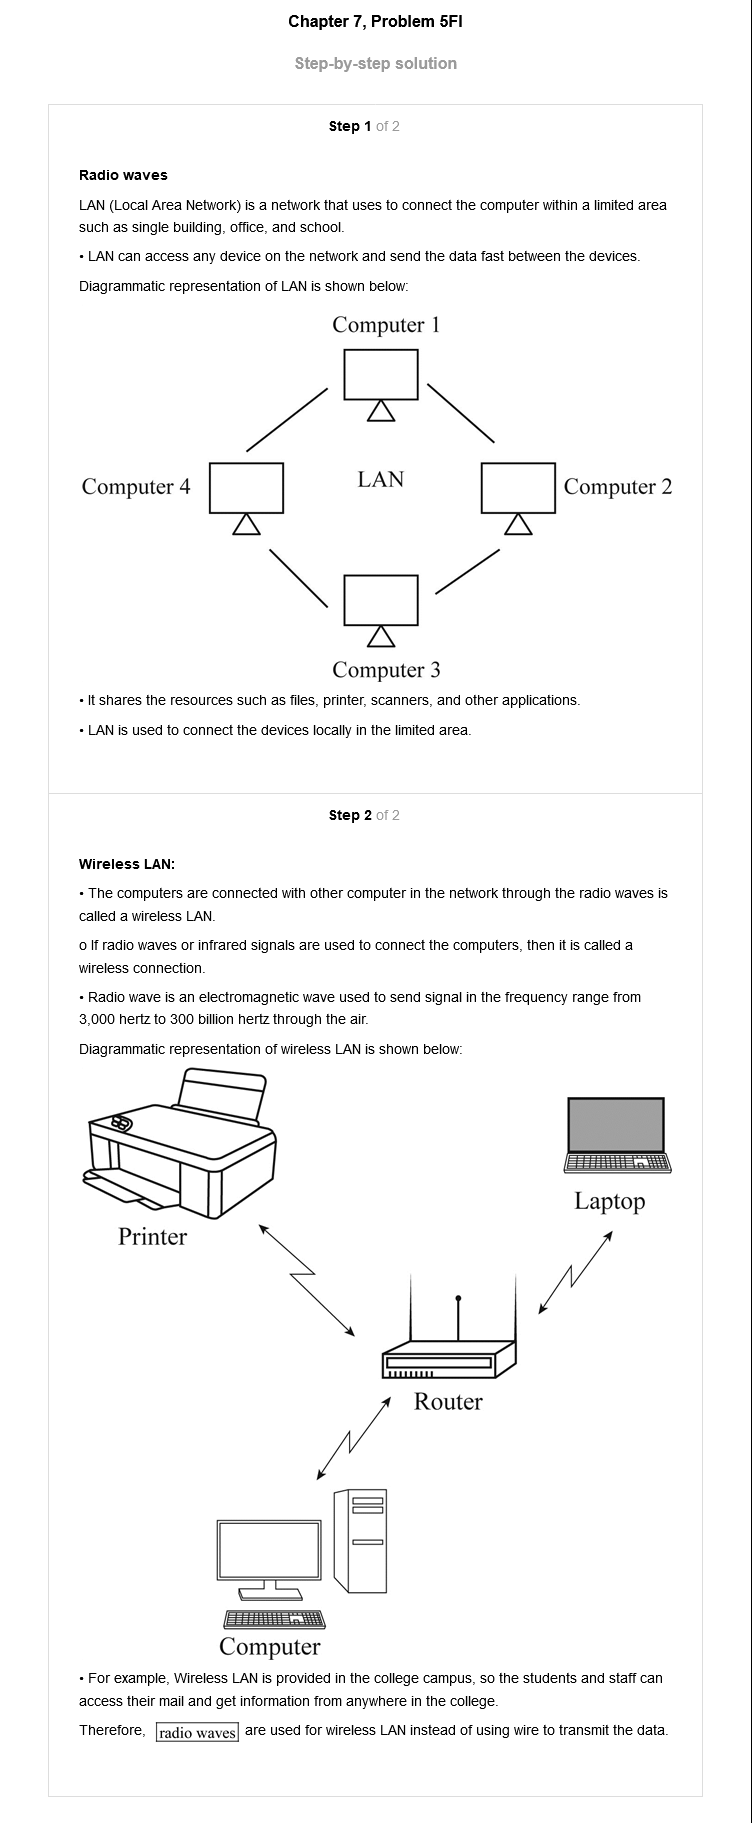 Chapter 7, Problem 5FI
Step-by-step solution
Step 1 of 2
Radio waves
LAN (Local Area Network) is a network that uses to connect the computer within a limited area
such as single building, office, and school.
• LAN can access any device on the network and send the data fast between the devices.
Diagrammatic representation of LAN is shown below:
Computer 1
Computer 4
LAN
Computer 2
Computer 3
• It shares the resources such as files, printer, scanners, and other applications.
• LAN is used to connect the devices locally in the limited area.
Step 2 of 2
Wireless LAN:
• The computers are connected with other computer in the network through the radio waves is
called a wireless LAN.
o If radio waves or infrared signals are used to connect the computers, then it is called a
wireless connection.
• Radio wave is an electromagnetic wave used to send signal in the frequency range from
3,000 hertz to 300 billion hertz through the air.
Diagrammatic representation of wireless LAN is shown below:
Laptop
Printer
Router
Computer
• For example, Wireless LAN is provided in the college campus, so the students and staff can
access their mail and get information from anywhere in the college.
Therefore, radio waves are used for wireless LAN instead of using wire to transmit the data.